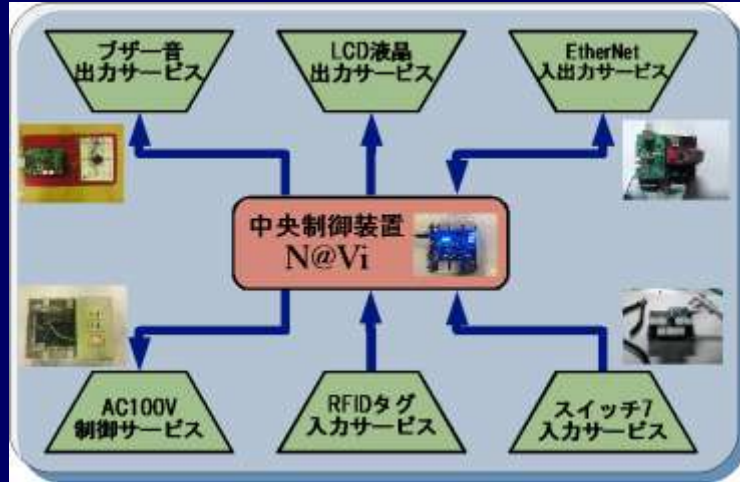 ブザー音
出力サービス
LCD液晶
出力サービス
EtherNet
入出力サービス
中央制御装置
N@Vi
AC100V
制御サービス
RFIDタグ
入力サービス
スイッチ7
入力サービス